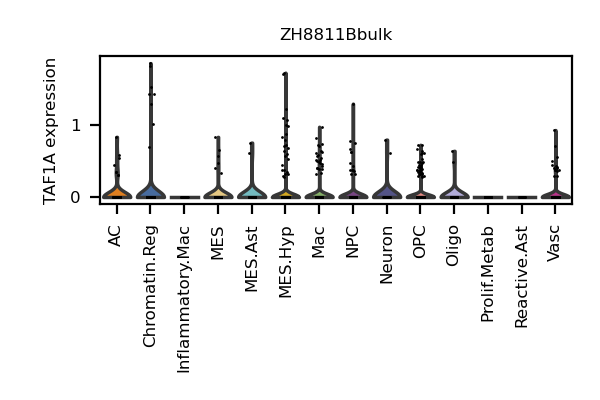 ZH8811Bbulk
TAF1A expression
1
0
AC
Chromatin.Reg
Inflammatory.Mac
MES
MES.Ast
MES.Hyp
Mac
NPC
Neuron
OPC
Oligo
Prolif.Metab
Reactive.Ast
Vasc